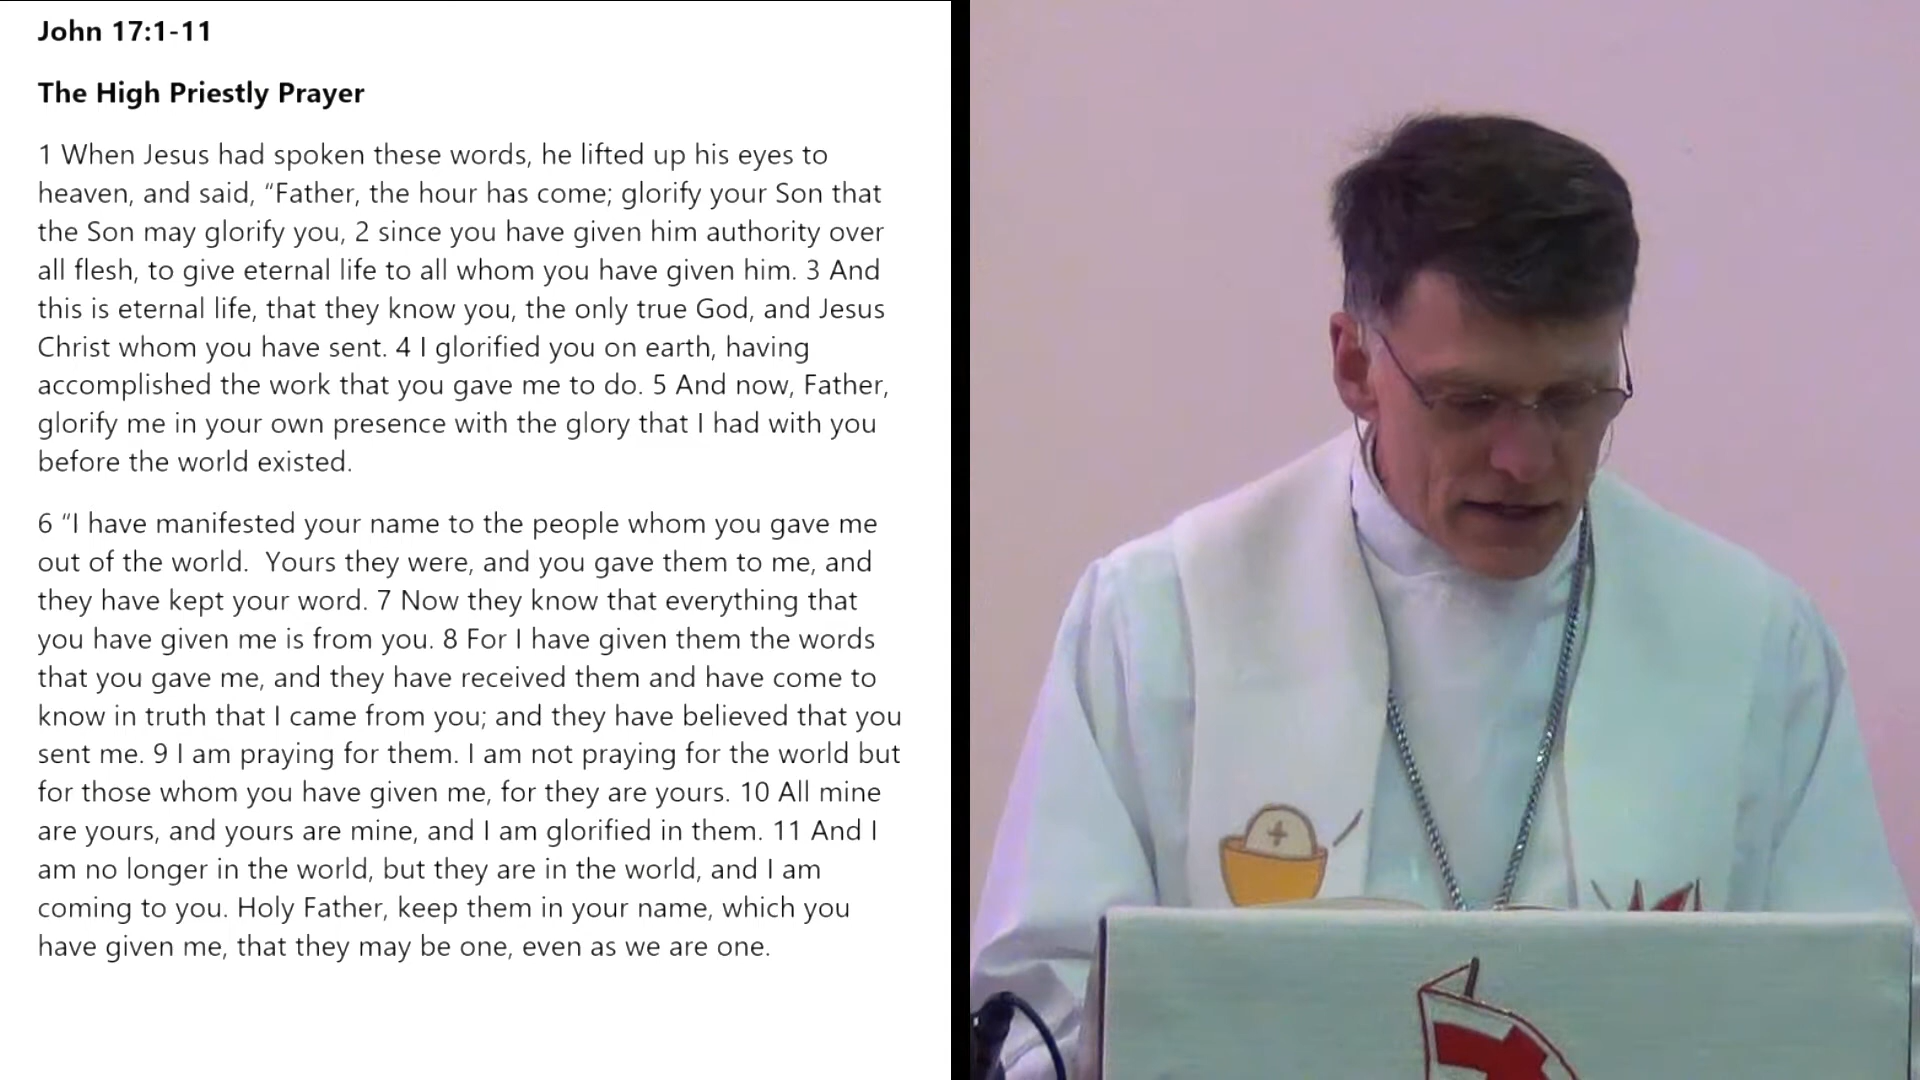 John 17:1-11
The High Priestly Prayer
1 When Jesus had spoken these words, he lifted up his eyes to
heaven, and said, “Father, the hour has come; glorify your Son that
the Son may glorify you, 2 since you have given him authority over
all flesh, to give eternal life to all whom you have given him. 3 And
this is eternal life, that they know you, the only true God, and Jesus
Christ whom you have sent. 4 I glorified you on earth, having
accomplished the work that you gave me to do. 5 And now, Father,
glorify me in your own presence with the glory that I had with you
before the world existed.
6 “I have manifested your name to the people whom you gave me
out of the world.  Yours they were, and you gave them to me, and
they have kept your word. 7 Now they know that everything that
you have given me is from you. 8 For I have given them the words
that you gave me, and they have received them and have come to
know in truth that I came from you; and they have believed that you
sent me. 9 I am praying for them. I am not praying for the world but
for those whom you have given me, for they are yours. 10 All mine
are yours, and yours are mine, and I am glorified in them. 11 And I
am no longer in the world, but they are in the world, and I am
coming to you. Holy Father, keep them in your name, which you
have given me, that they may be one, even as we are one.